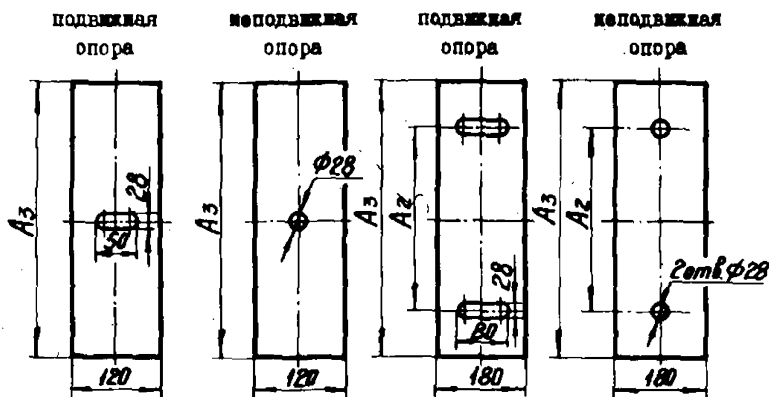 подвижная
опора
неподвижная
опора
подвижная
опора
неподвижная
опора
А3
28
50
120
А3
Ф28
120
А3
А2
28
80
180
А2
А3
2отв.Ф28
180